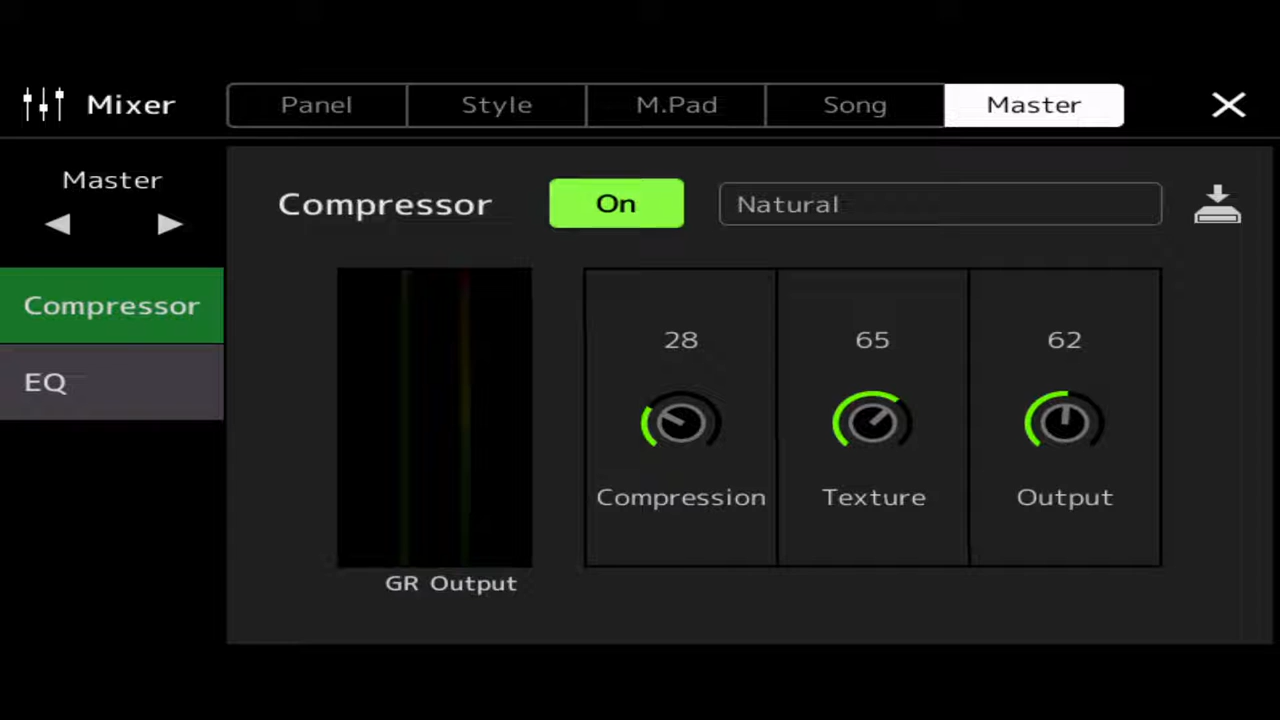 Mixer Panel Style M.Pad Song Master
Master
Compressor On Natural
Compressor
EQ
28 65 62
Compression Texture Output
GR Output